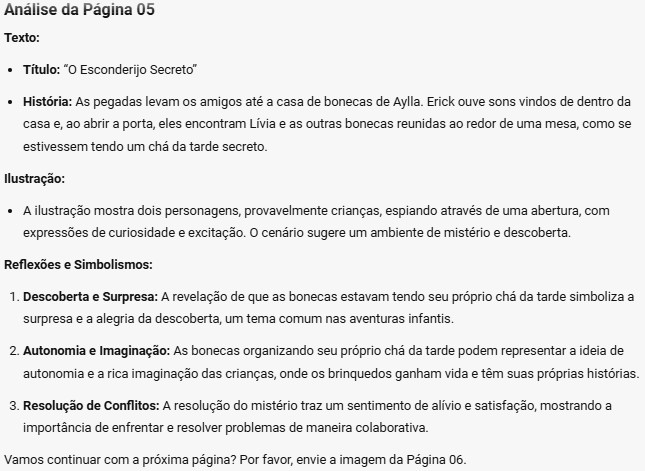 Análise da Página 05
Texto:
• Título: “O Esconderijo Secreto”
• História: As pegadas levam os amigos até a casa de bonecas de Aylla. Erick ouve sons vindos de dentro da
casa e, ao abrir a porta, eles encontram Lívia e as outras bonecas reunidas ao redor de uma mesa, como se
estivessem tendo um chá da tarde secreto.
Ilustração:
• A ilustração mostra dois personagens, provavelmente crianças, espiando através de uma abertura, com
expressões de curiosidade e excitação. O cenário sugere um ambiente de mistério e descoberta.
Reflexões e Simbolismos:
1. Descoberta e Surpresa: A revelação de que as bonecas estavam tendo seu próprio chá da tarde simboliza a
surpresa e a alegria da descoberta, um tema comum nas aventuras infantis.
2. Autonomia e Imaginação: As bonecas organizando seu próprio chá da tarde podem representar a ideia de
autonomia e a rica imaginação das crianças, onde os brinquedos ganham vida e têm suas próprias histórias.
3. Resolução de Conflitos: A resolução do mistério traz um sentimento de alívio e satisfação, mostrando a
importância de enfrentar e resolver problemas de maneira colaborativa.
Vamos continuar com a próxima página? Por favor, envie a imagem da Página 06.